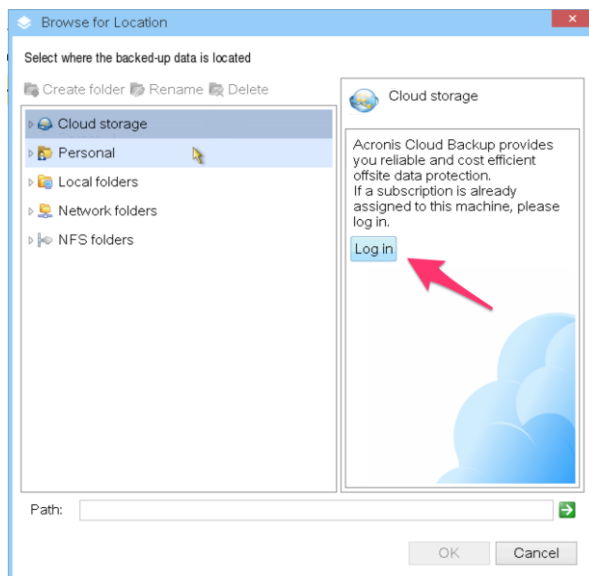 Browse for Location
Select where the backed-up data is located
Create folder Rename Delete
Cloud storage
Personal
Local folders
Network folders
NFS folders
Cloud storage
Acronis Cloud Backup provides
you reliable and cost efficient
offsite data protection.
If a subscription is already
assigned to this machine, please
log in.
Log in
Path:
OK Cancel